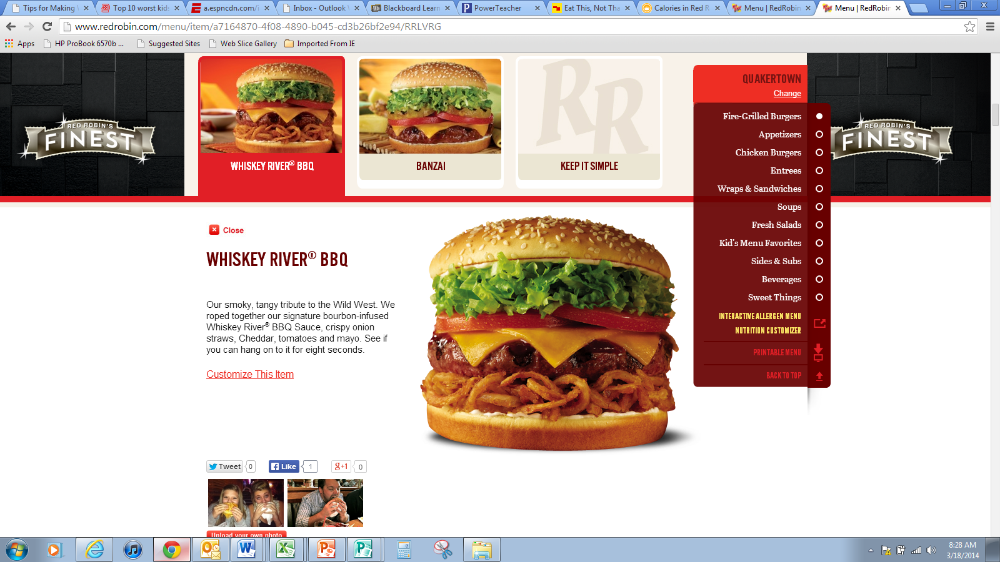 Tips for Making
Top 10 worst kids
a.espncdn.com/i
Inbox - Outlook
Blackboard Learn
PowerTeacher
Eat This, Not Tha
Calories in Red R
Menu | RedRobin
Menu | RedRobin
www.redrobin.com/menu/item/a7164870-4f08-4890-b045-cd3b26bf2e94/RRLVRG
Apps
HP ProBook 6570b ...
Suggested Sites
Web Slice Gallery
Imported From IE
RED ROBIN'S
FINEST
WHISKEY RIVER® BBQ
BANZAI
RR
KEEP IT SIMPLE
QUAKERTOWN
Change
RED ROBIN'S
FINEST
Fire-Grilled Burgers
Appetizers
Chicken Burgers
Entrees
Wraps & Sandwiches
Soups
Fresh Salads
Kid's Menu Favorites
Sides & Subs
Beverages
Sweet Things
INTERACTIVE ALLERGEN MENU
NUTRITION CUSTOMIZER
PRINTABLE MENU
BACK TO TOP
Close
WHISKEY RIVER® BBQ
Our smoky, tangy tribute to the Wild West. We
roped together our signature bourbon-infused
Whiskey River® BBQ Sauce, crispy onion
straws, Cheddar, tomatoes and mayo. See if
you can hang on to it for eight seconds.
Customize This Item
Tweet 0
Like 1
g+1 0
Upload your own photo
8:28 AM
3/18/2014